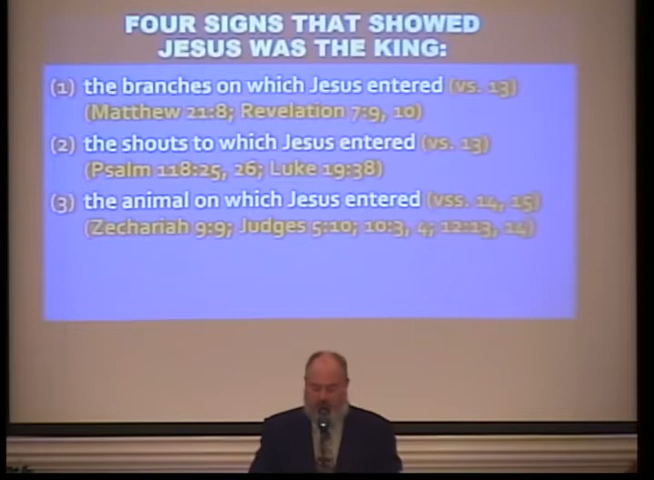 FOUR SIGNS THAT SHOWED
JESUS WAS THE KING:
(1) the branches on which Jesus entered (vs. 13)
(Matthew 21:8; Revelation 7:9, 10)
(2) the shouts to which Jesus entered (vs. 13)
(Psalm 118:25, 26; Luke 19:38)
(3) the animal on which Jesus entered (vss. 14, 15)
(Zechariah 9:9; Judges 5:10; 10:3, 4; 12:13, 14)